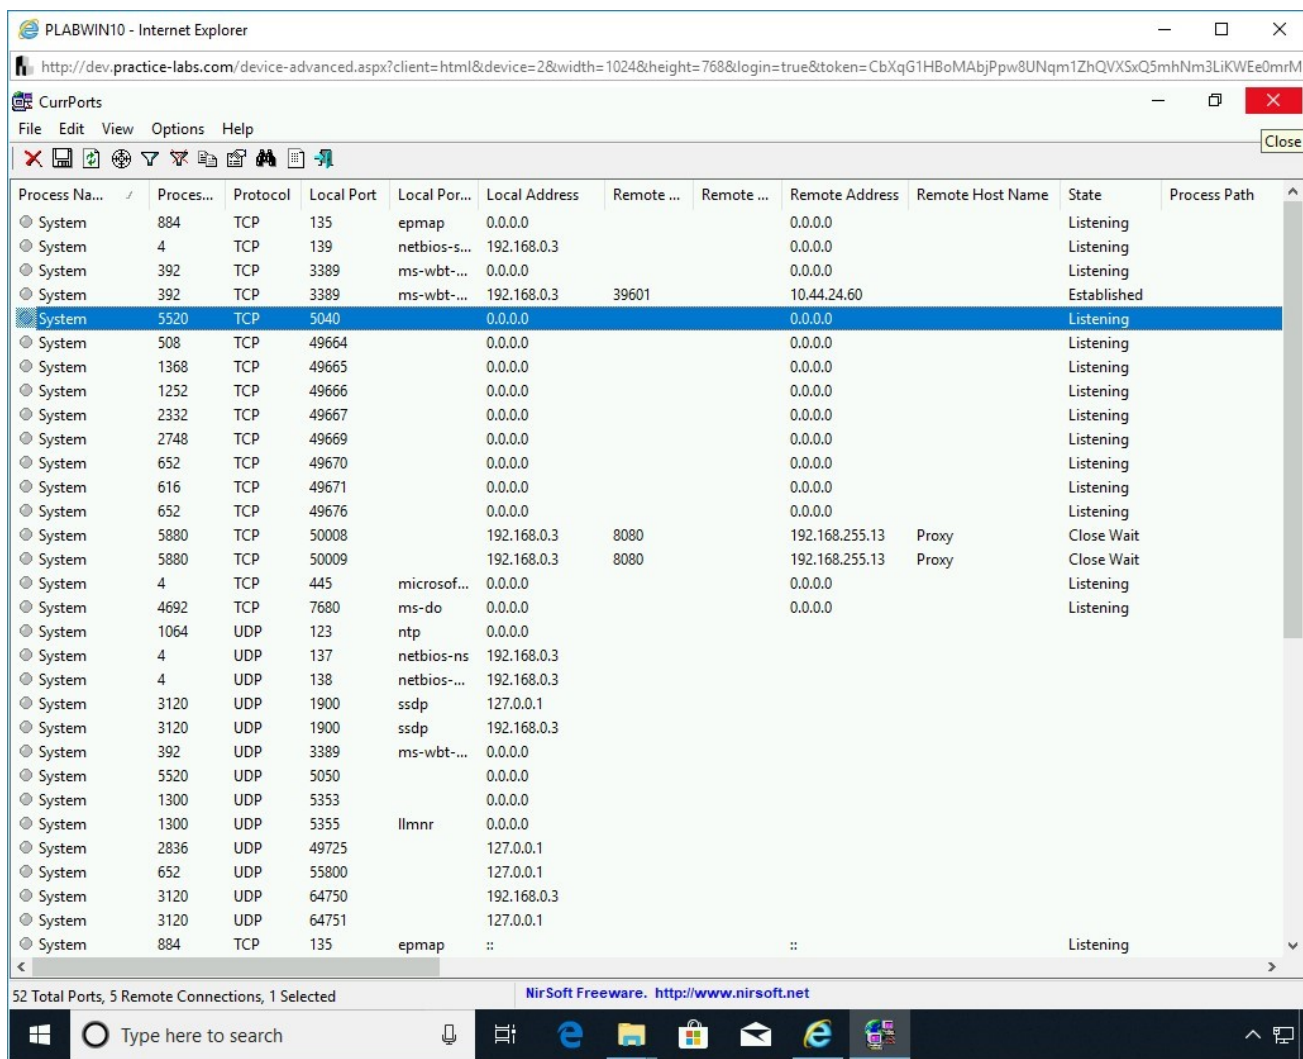 PLABWIN10 - Internet Explorer
http://dev.practice-labs.com/device-advanced.aspx?client=html&device=2&width=1024&height=768&login=true&token=CbXqG1HBoMAbjPpw8UNqm1ZhQVXSxQ5mhNm3LiKWEe0mrM
CurrPorts
File Edit View Options Help
Close
Process Na... Proces... Protocol Local Port Local Por... Local Address Remote ... Remote ... Remote Address Remote Host Name State Process Path
System 884 TCP 135 epmap 0.0.0.0 0.0.0.0 Listening
System 4 TCP 139 netbios-s... 192.168.0.3 0.0.0.0 Listening
System 392 TCP 3389 ms-wbt-... 0.0.0.0 0.0.0.0 Listening
System 392 TCP 3389 ms-wbt-... 192.168.0.3 39601 10.44.24.60 Established
System 5520 TCP 5040 0.0.0.0 0.0.0.0 Listening
System 508 TCP 49664 0.0.0.0 0.0.0.0 Listening
System 1368 TCP 49665 0.0.0.0 0.0.0.0 Listening
System 1252 TCP 49666 0.0.0.0 0.0.0.0 Listening
System 2332 TCP 49667 0.0.0.0 0.0.0.0 Listening
System 2748 TCP 49669 0.0.0.0 0.0.0.0 Listening
System 652 TCP 49670 0.0.0.0 0.0.0.0 Listening
System 616 TCP 49671 0.0.0.0 0.0.0.0 Listening
System 652 TCP 49676 0.0.0.0 0.0.0.0 Listening
System 5880 TCP 50008 192.168.0.3 8080 192.168.255.13 Proxy Close Wait
System 5880 TCP 50009 192.168.0.3 8080 192.168.255.13 Proxy Close Wait
System 4 TCP 445 microsof... 0.0.0.0 0.0.0.0 Listening
System 4692 TCP 7680 ms-do 0.0.0.0 0.0.0.0 Listening
System 1064 UDP 123 ntp 0.0.0.0
System 4 UDP 137 netbios-ns 192.168.0.3
System 4 UDP 138 netbios-... 192.168.0.3
System 3120 UDP 1900 ssdp 127.0.0.1
System 3120 UDP 1900 ssdp 192.168.0.3
System 392 UDP 3389 ms-wbt-... 0.0.0.0
System 5520 UDP 5050 0.0.0.0
System 1300 UDP 5353 0.0.0.0
System 1300 UDP 5355 llmnr 0.0.0.0
System 2836 UDP 49725 127.0.0.1
System 652 UDP 55800 127.0.0.1
System 3120 UDP 64750 192.168.0.3
System 3120 UDP 64751 127.0.0.1
System 884 TCP 135 epmap :: :: Listening
52 Total Ports, 5 Remote Connections, 1 Selected NirSoft Freeware. http://www.nirsoft.net
Type here to search